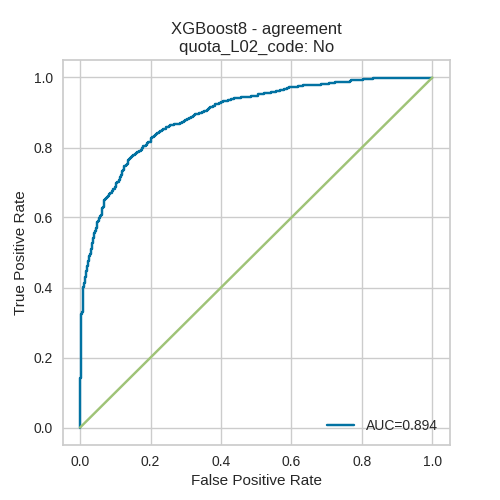 XGBoost8 - agreement
quota_L02_code: No
True Positive Rate
1.0
0.8
0.6
0.4
0.2
0.0
AUC=0.894
0.0 0.2 0.4 0.6 0.8 1.0
False Positive Rate